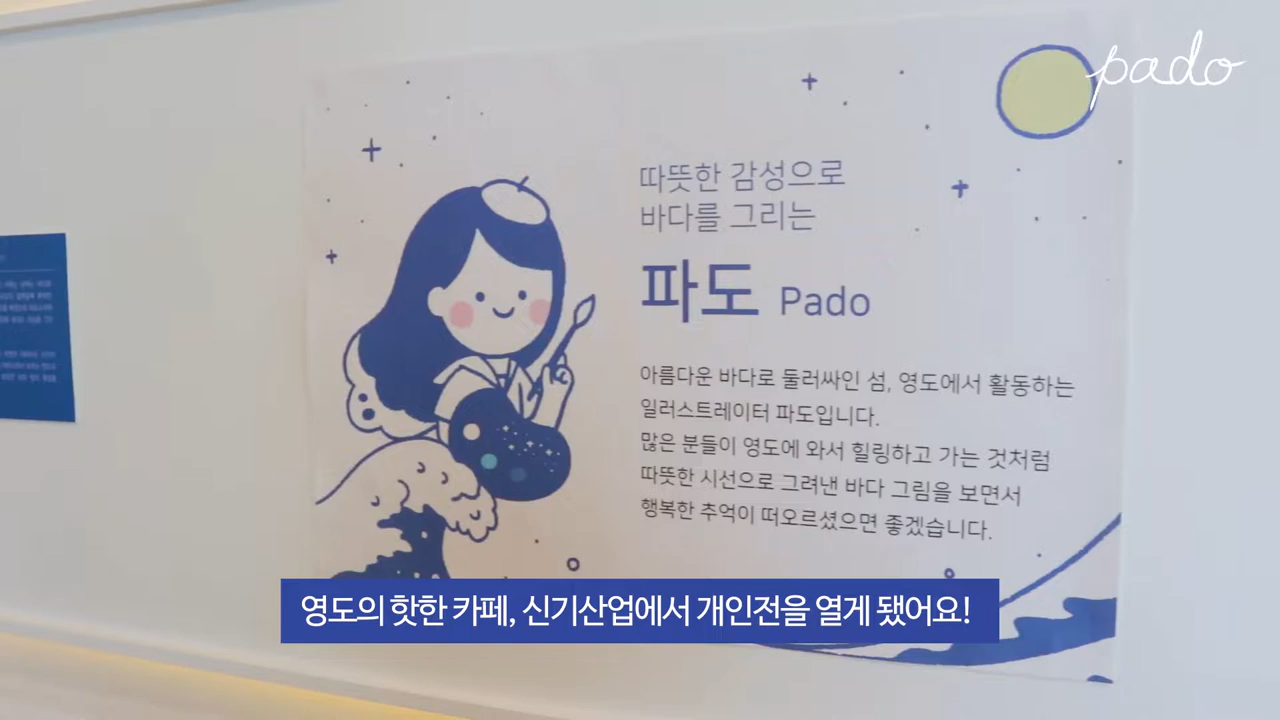 pado
따뜻한 감성으로
바다를 그리는
파도 Pado
아름다운 바다로 둘러싸인 섬, 영도에서 활동하는
일러스트레이터 파도입니다.
많은 분들이 영도에 와서 힐링하고 가는 것처럼
따뜻한 시선으로 그려낸 바다 그림을 보면서
행복한 추억이 떠오르셨으면 좋겠습니다.
영도의 핫한 카페, 신기산업에서 개인전을 열게 됐어요!